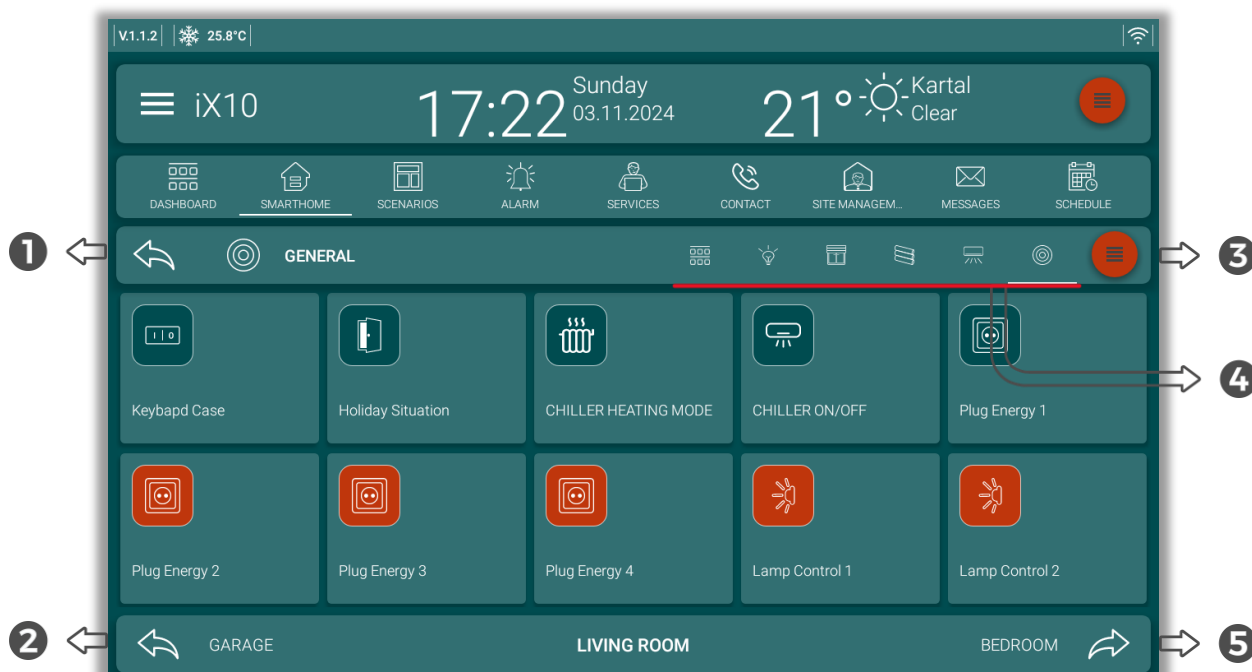 V.1.1.2 25.8°C
iX10 17:22 Sunday 03.11.2024 21° Kartal Clear
DASHBOARD SMARTHOME SCENARIOS ALARM SERVICES CONTACT SITE MANAGEM... MESSAGES SCHEDULE
1 GENERAL 3
4
Keybapd Case Holiday Situation CHILLER HEATING MODE CHILLER ON/OFF Plug Energy 1
Plug Energy 2 Plug Energy 3 Plug Energy 4 Lamp Control 1 Lamp Control 2
2 GARAGE LIVING ROOM BEDROOM 5